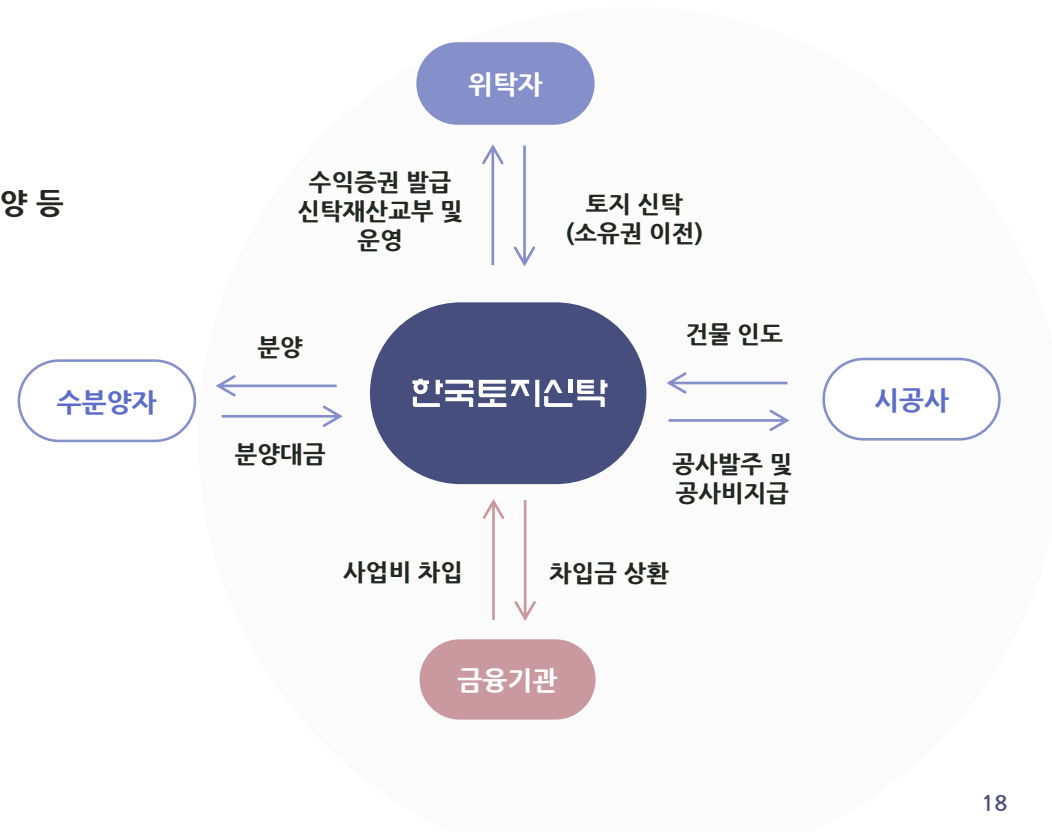 위탁자
양 등
수익증권 발급
신탁재산교부 및
운영
토지 신탁
(소유권 이전)
분양
건물 인도
수분양자
한국토지신탁
시공사
분양대금
공사발주 및
공사비지급
사업비 차입
차입금 상환
금융기관
18